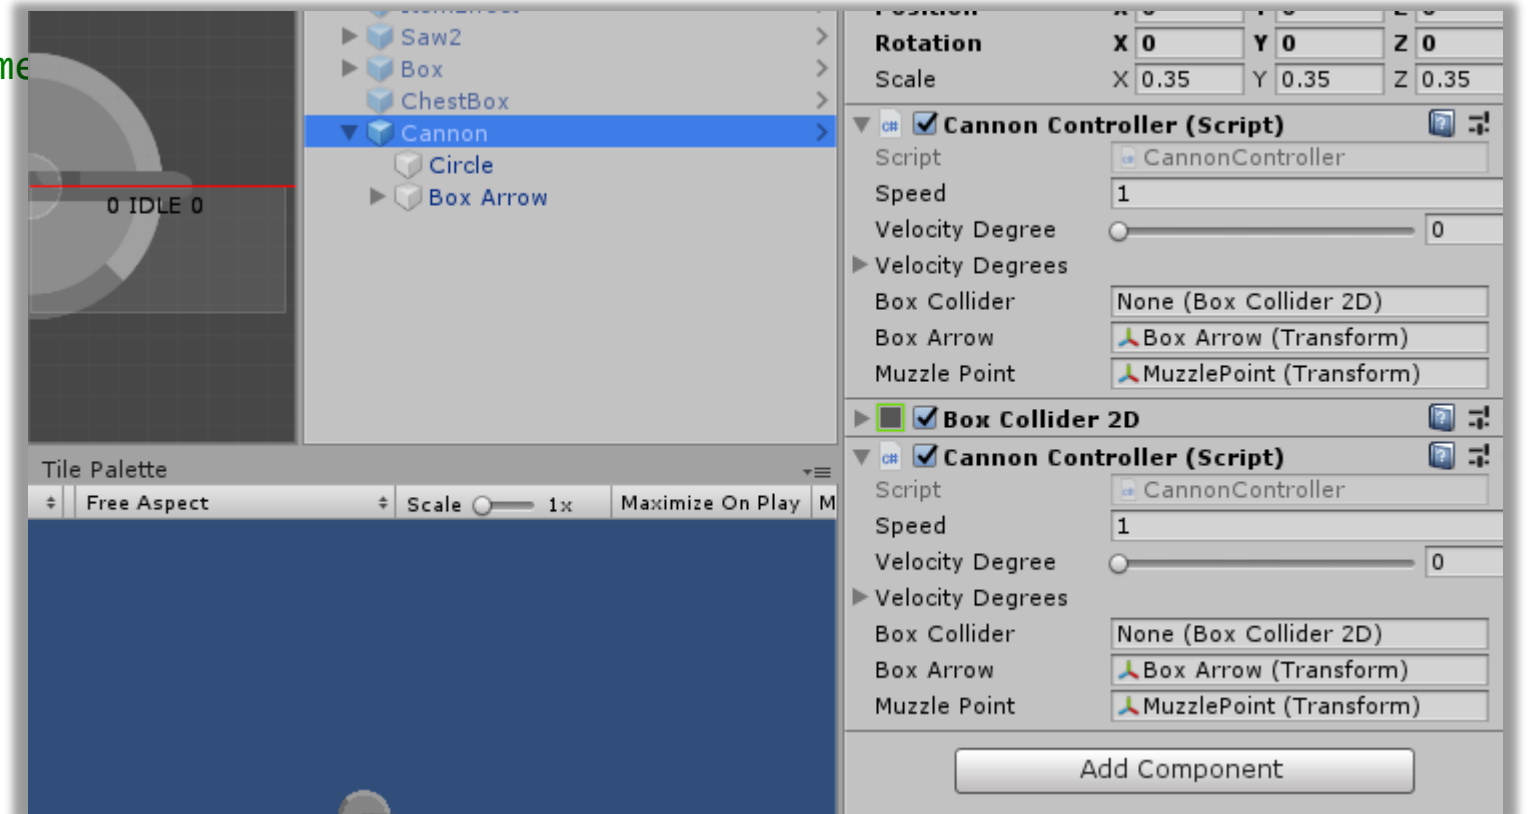 me
0 IDLE 0
Saw2
Box
ChestBox
Cannon
Circle
Box Arrow
Tile Palette
Free Aspect
Scale 1x
Maximize On Play
M
Rotation X 0 Y 0 Z 0
Scale X 0.35 Y 0.35 Z 0.35
Cannon Controller (Script)
Script CannonController
Speed 1
Velocity Degree 0
Velocity Degrees
Box Collider None (Box Collider 2D)
Box Arrow Box Arrow (Transform)
Muzzle Point MuzzlePoint (Transform)
Box Collider 2D
Cannon Controller (Script)
Script CannonController
Speed 1
Velocity Degree 0
Velocity Degrees
Box Collider None (Box Collider 2D)
Box Arrow Box Arrow (Transform)
Muzzle Point MuzzlePoint (Transform)
Add Component